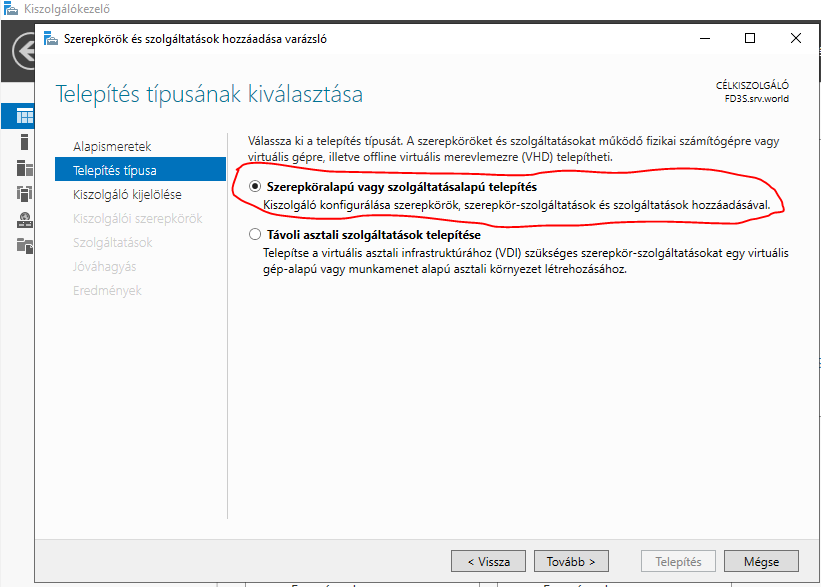 Kiszolgálókezelő
Szerepkörök és szolgáltatások hozzáadása varázsló
Telepítés típusának kiválasztása
CÉLKISZOLGÁLÓ
FD3S.srv.world
Alapismeretek
Telepítés típusa
Kiszolgáló kijelölése
Kiszolgálói szerepkörök
Szolgáltatások
Jóváhagyás
Eredmények
Válassza ki a telepítés típusát. A szerepköröket és szolgáltatásokat működő fizikai számítógépre vagy
virtuális gépre, illetve offline virtuális merevlemezre (VHD) telepítheti.
Szerepköralapú vagy szolgáltatásalapú telepítés
Kiszolgáló konfigurálása szerepkörök, szerepkör-szolgáltatások és szolgáltatások hozzáadásával.
Távoli asztali szolgáltatások telepítése
Telepítse a virtuális asztali infrastruktúrához (VDI) szükséges szerepkör-szolgáltatásokat egy virtuális
gép-alapú vagy munkamenet alapú asztali környezet létrehozásához.
< Vissza
Tovább >
Telepítés
Mégse